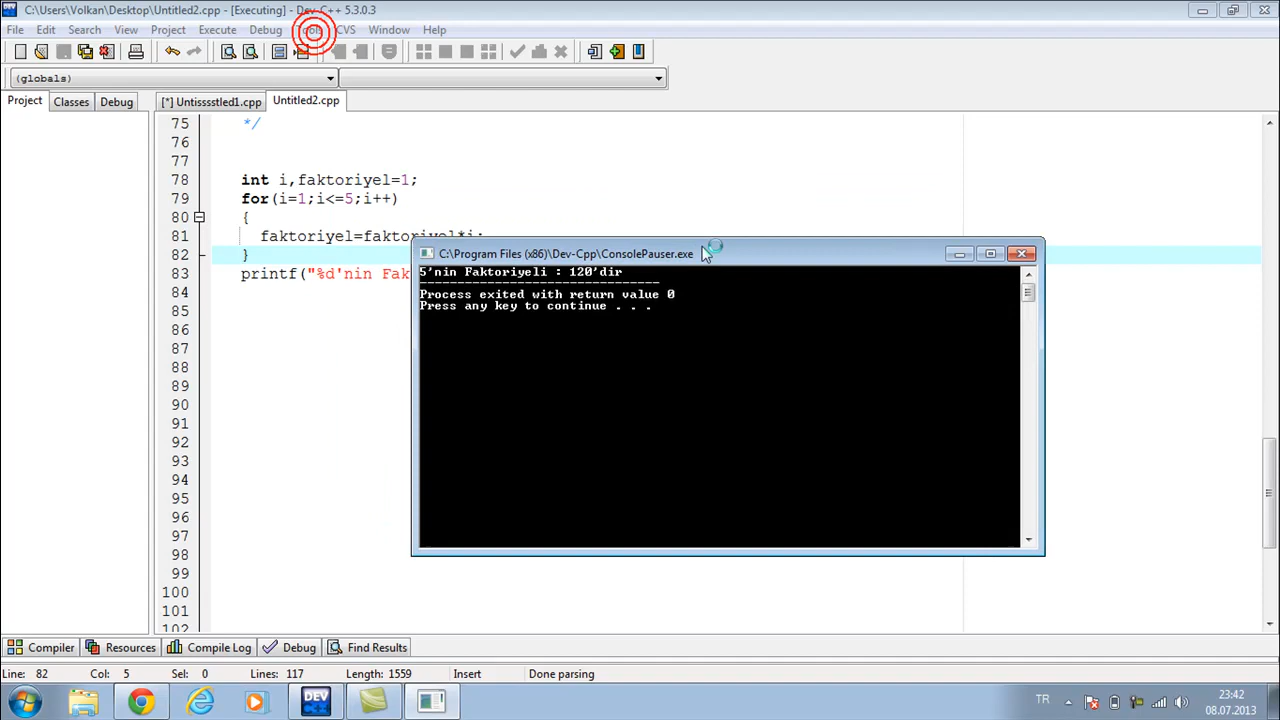 C:\Users\Volkan\Desktop\Untitled2.cpp - [Executing] - Dev-C++ 5.3.0.3
File Edit Search View Project Execute Debug Tools CVS Window Help
(globals)
Project Classes Debug [*] Untisssstled1.cpp Untitled2.cpp
75 */
76
77
78 int i,faktoriyel=1;
79 for(i=1;i<=5;i++)
80 {
81 faktoriyel=faktoriyel*i;
82 }
83 printf("%d'nin Fak
84
85
86
87
88
89
90
91
92
93
94
95
96
97
98
99
100
101
102
C:\Program Files (x86)\Dev-Cpp\ConsolePauser.exe
5'nin Faktoriyeli : 120'dir
--------------------------------
Process exited with return value 0
Press any key to continue . . .
Compiler Resources Compile Log Debug Find Results
Line: 82 Col: 5 Sel: 0 Lines: 117 Length: 1559 Insert Done parsing
DEV
TR
23:42
08.07.2013